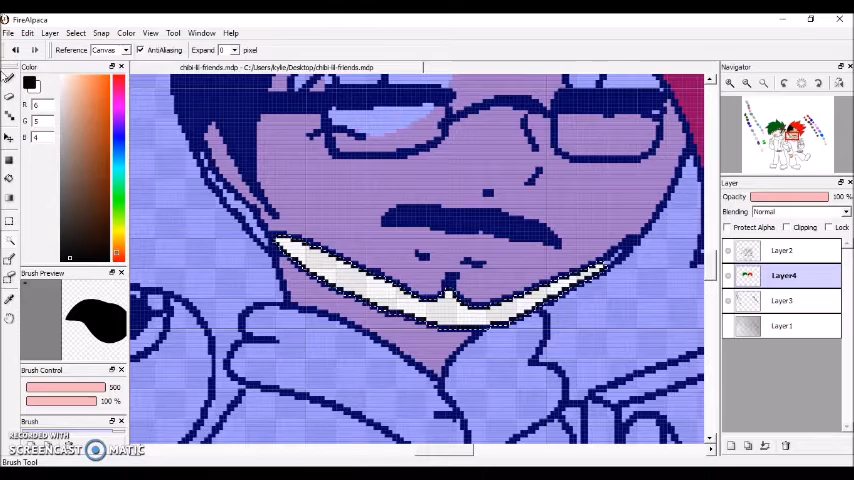 FireAlpaca
File Edit Layer Select Snap Color View Tool Window Help
Reference Canvas AntiAliasing Expand 0 pixel
chibi-lil-friends.mdp - C:/Users/kylie/Desktop/chibi-lil-friends.mdp
Color
R 6
G 5
B 4
Brush Preview
Brush Control
500
100 %
Brush
RECORDED WITH
SCREENCAST MATIC
Brush Tool
Navigator
Layer
Opacity 100 %
Blending Normal
Protect Alpha Clipping Lock
Layer2
Layer4
Layer3
Layer1